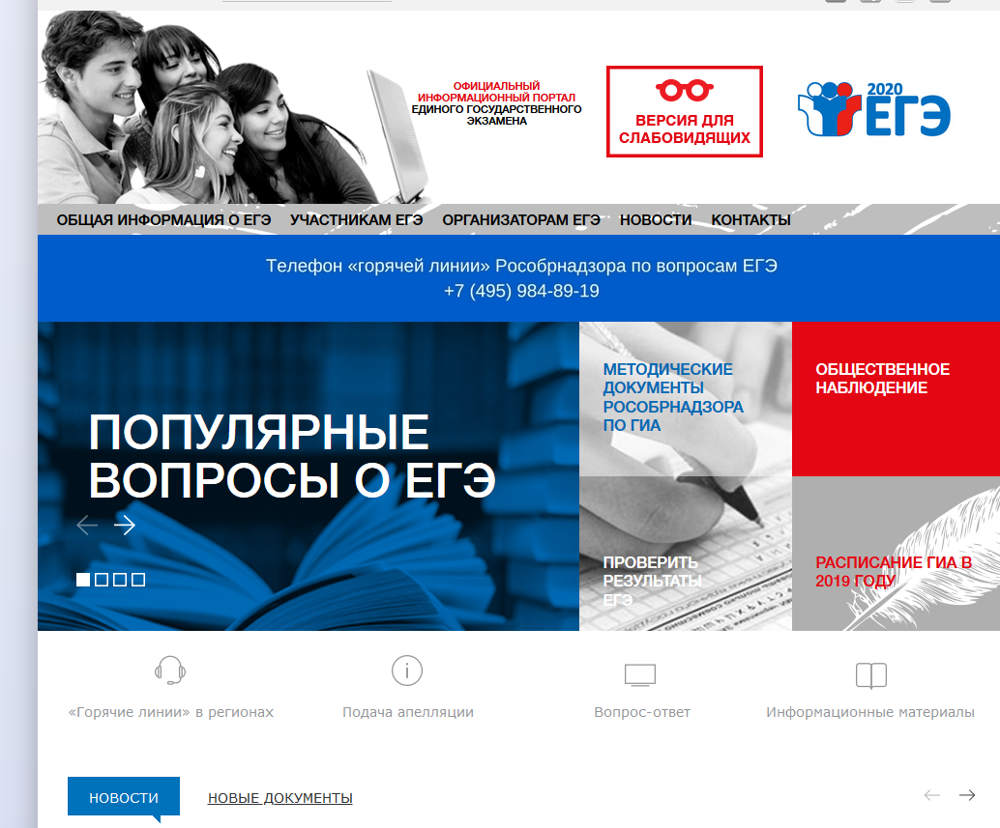 ОФИЦИАЛЬНЫЙ
ИНФОРМАЦИОННЫЙ ПОРТАЛ
ЕДИНОГО ГОСУДАРСТВЕННОГО
ЭКЗАМЕНА
ВЕРСИЯ ДЛЯ
СЛАБОВИДЯЩИХ
2020
ЕГЭ
ОБЩАЯ ИНФОРМАЦИЯ О ЕГЭ УЧАСТНИКАМ ЕГЭ ОРГАНИЗАТОРАМ ЕГЭ НОВОСТИ КОНТАКТЫ
Телефон «горячей линии» Рособрнадзора по вопросам ЕГЭ
+7 (495) 984-89-19
ПОПУЛЯРНЫЕ
ВОПРОСЫ О ЕГЭ
МЕТОДИЧЕСКИЕ
ДОКУМЕНТЫ
РОСОБРНАДЗОРА
ПО ГИА
ОБЩЕСТВЕННОЕ
НАБЛЮДЕНИЕ
ПРОВЕРИТЬ
РЕЗУЛЬТАТЫ
ЕГЭ
РАСПИСАНИЕ ГИА В
2019 ГОДУ
«Горячие линии» в регионах
Подача апелляции
Вопрос-ответ
Информационные материалы
НОВОСТИ
НОВЫЕ ДОКУМЕНТЫ